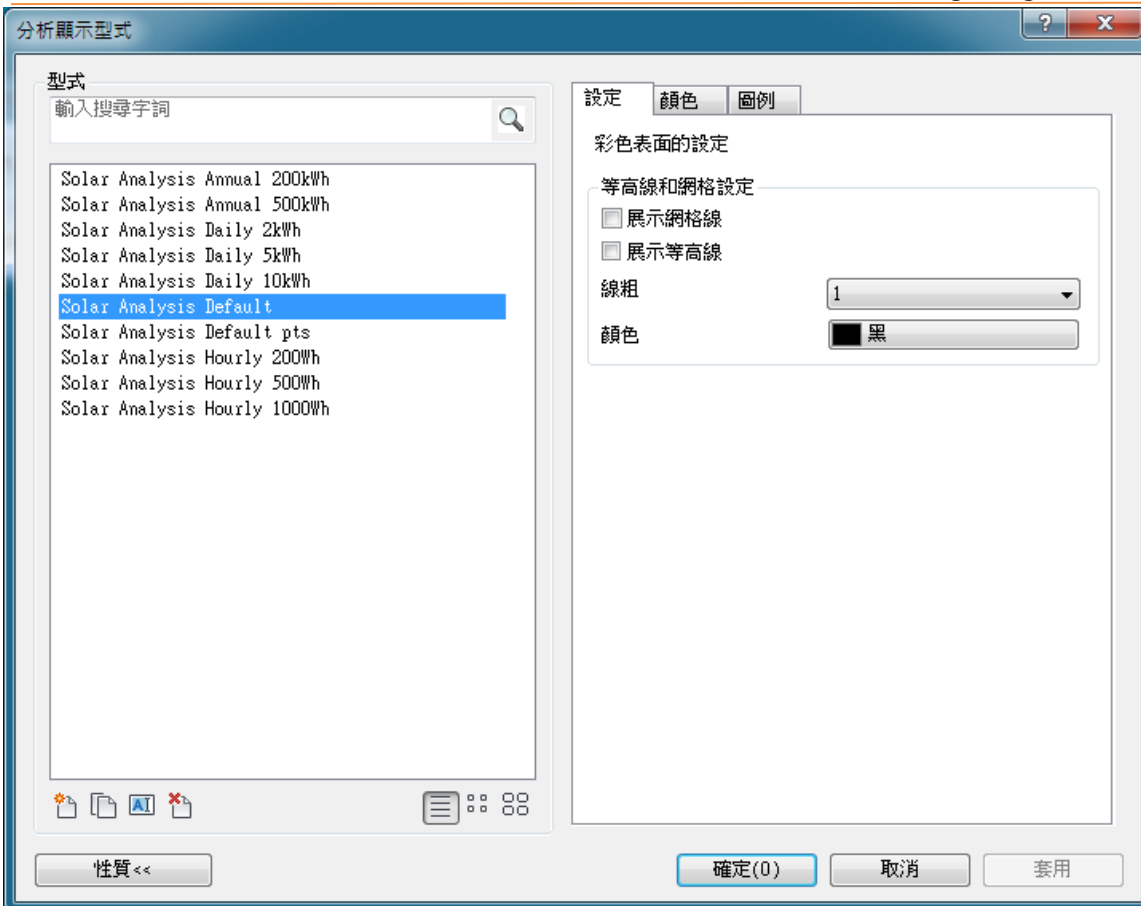 分析顯示型式
型式
輸入搜尋字詞
Solar Analysis Annual 200kWh
Solar Analysis Annual 500kWh
Solar Analysis Daily 2kWh
Solar Analysis Daily 5kWh
Solar Analysis Daily 10kWh
Solar Analysis Default
Solar Analysis Default pts
Solar Analysis Hourly 200Wh
Solar Analysis Hourly 500Wh
Solar Analysis Hourly 1000Wh
設定 顏色 圖例
彩色表面的設定
等高線和網格設定
展示網格線
展示等高線
線粗 1
顏色 黑
性質<<
確定(O) 取消 套用